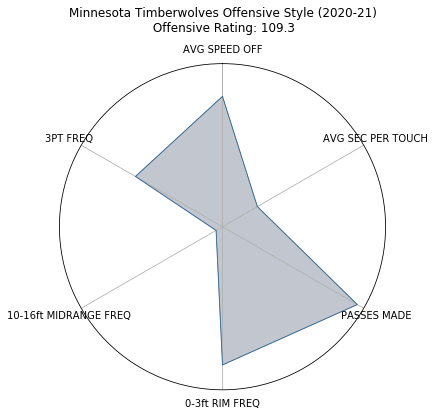 Minnesota Timberwolves Offensive Style (2020-21)
Offensive Rating: 109.3
AVG SPEED OFF
3PT FREQ
AVG SEC PER TOUCH
10-16ft MIDRANGE FREQ
PASSES MADE
0-3ft RIM FREQ